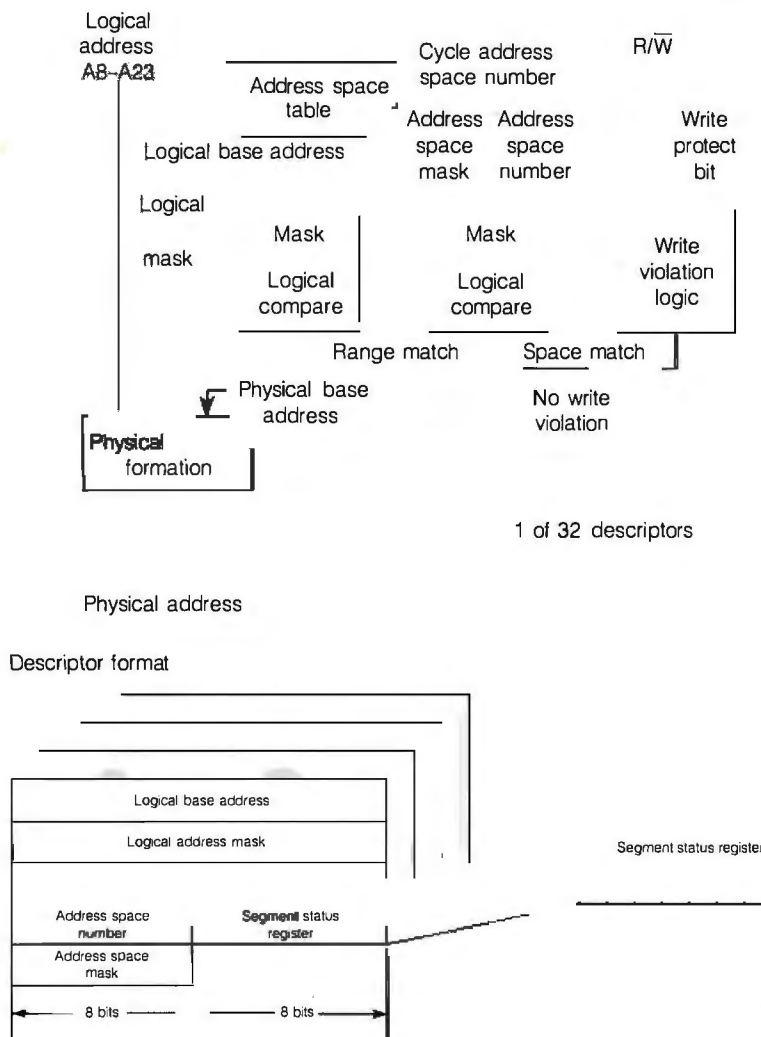 Logical
address
A8-A23
Cycle address
space number
R/W̅
Address space
table
Address
space
mask
Address
space
number
Write
protect
bit
Logical base address
Logical
mask
Mask
Logical
compare
Mask
Logical
compare
Write
violation
logic
Range match
Space match
Physical base
address
No write
violation
Physical
formation
1 of 32 descriptors
Physical address
Descriptor format
Logical base address
Logical address mask
Segment status register
Address space
number
Segment status
register
Address space
mask
8 bits
8 bits